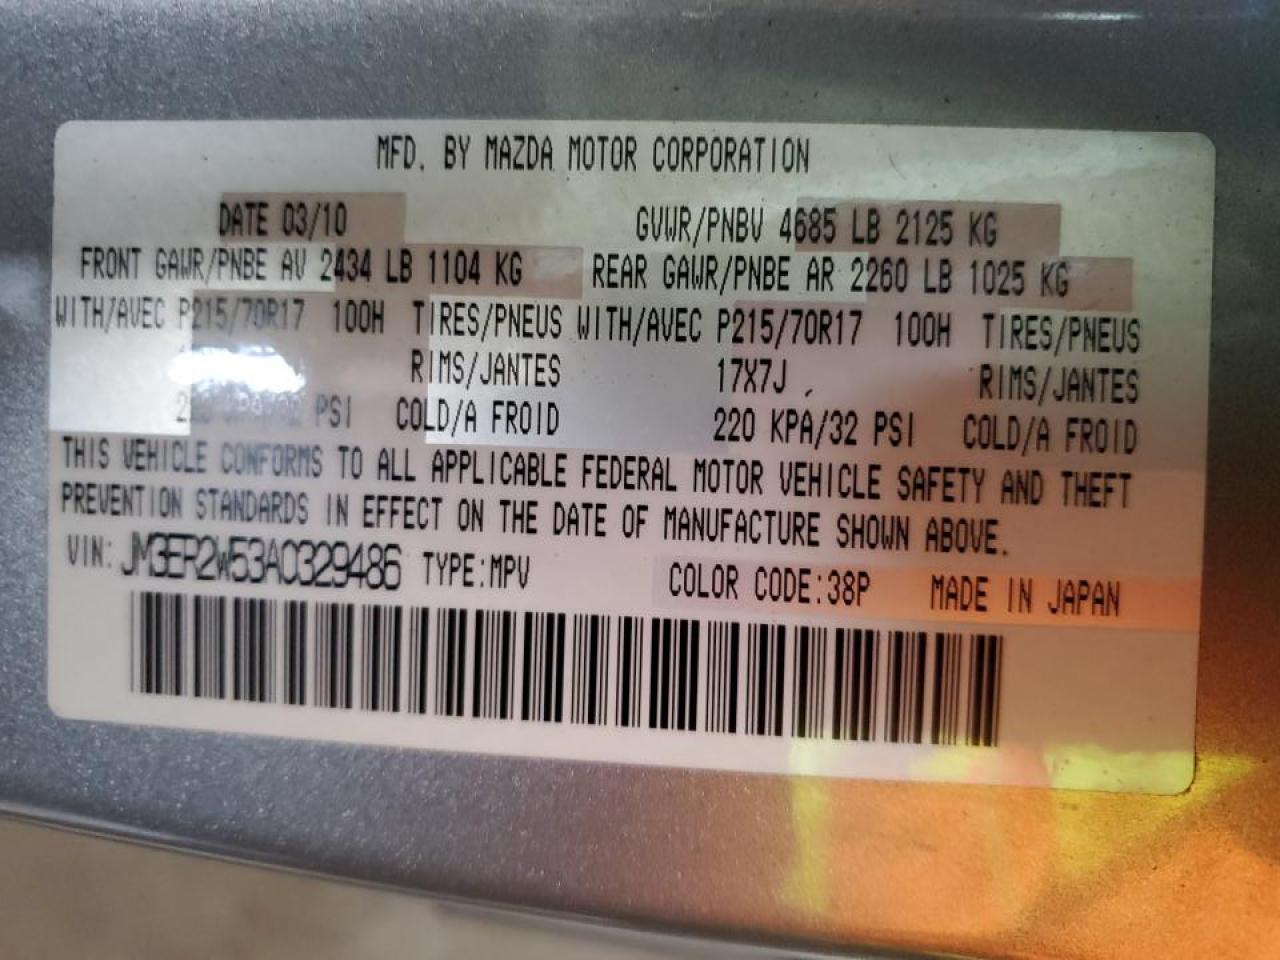 MFD. BY MAZDA MOTOR CORPORATION
DATE 03/10 GVWR/PNBV 4685 LB 2125 KG
FRONT GAWR/PNBE AV 2434 LB 1104 KG REAR GAWR/PNBE AR 2260 LB 1025 KG
WITH/AVEC P215/70R17 100H TIRES/PNEUS WITH/AVEC P215/70R17 100H TIRES/PNEUS
RIMS/JANTES 17X7J RIMS/JANTES
PSI COLD/A FROID 220 KPA/32 PSI COLD/A FROID
THIS VEHICLE CONFORMS TO ALL APPLICABLE FEDERAL MOTOR VEHICLE SAFETY AND THEFT
PREVENTION STANDARDS IN EFFECT ON THE DATE OF MANUFACTURE SHOWN ABOVE.
VIN: JM3ER2W53A0329486 TYPE:MPV COLOR CODE:38P MADE IN JAPAN